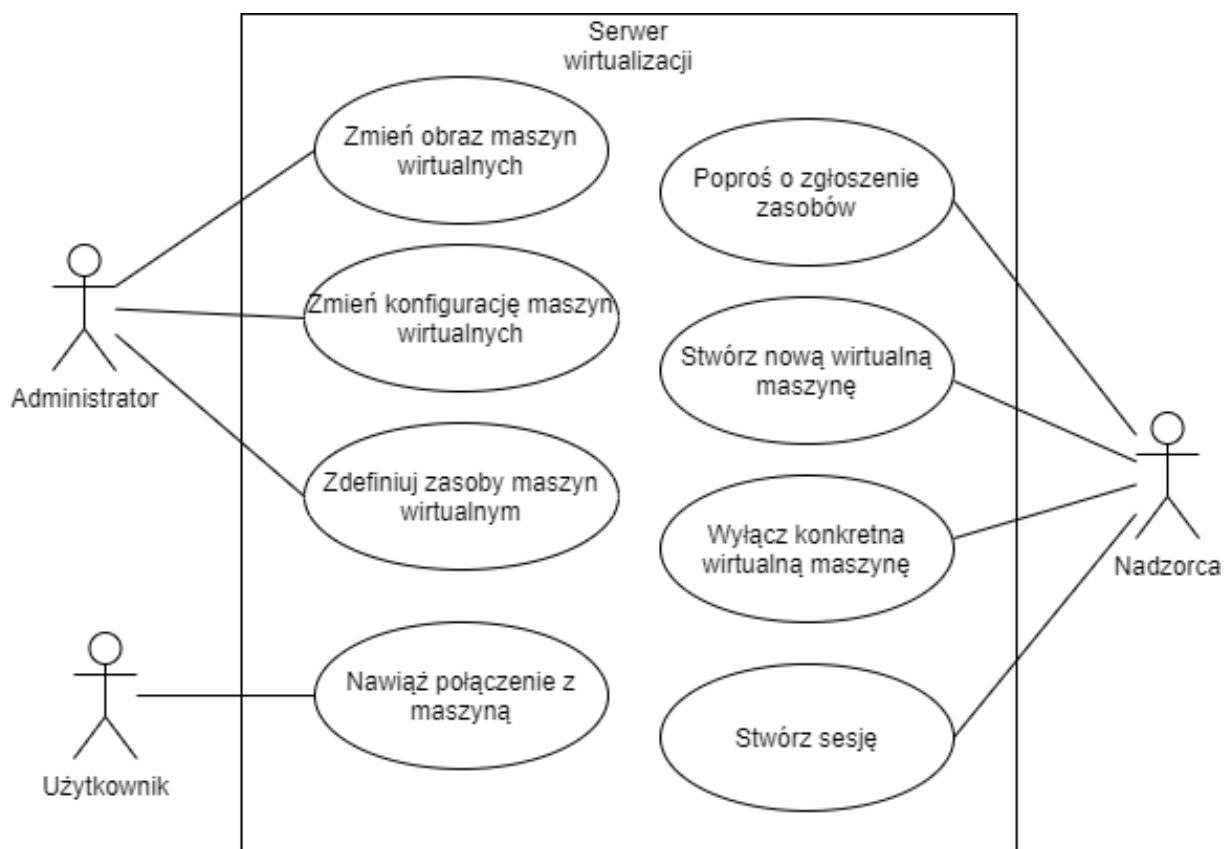 Serwer
wirtualizacji
Zmień obraz maszyn
wirtualnych
Poproś o zgłoszenie
zasobów
Zmień konfigurację maszyn
wirtualnych
Stwórz nową wirtualną
maszynę
Administrator
Zdefiniuj zasoby maszyn
wirtualnym
Wyłącz konkretna
wirtualną maszynę
Nadzorca
Nawiąź połączenie z
maszyną
Stwórz sesję
Użytkownik